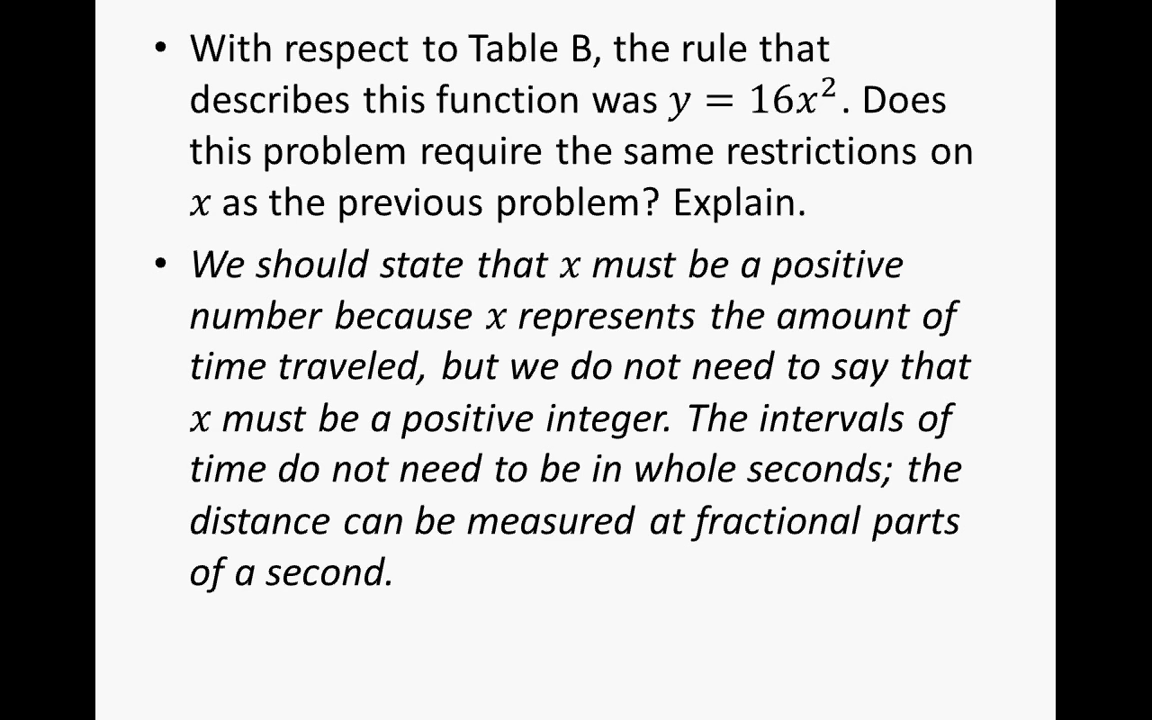 • With respect to Table B, the rule that
describes this function was 𝑦 = 16𝑥². Does
this problem require the same restrictions on
𝑥 as the previous problem? Explain.
• We should state that 𝑥 must be a positive
number because 𝑥 represents the amount of
time traveled, but we do not need to say that
𝑥 must be a positive integer. The intervals of
time do not need to be in whole seconds; the
distance can be measured at fractional parts
of a second.